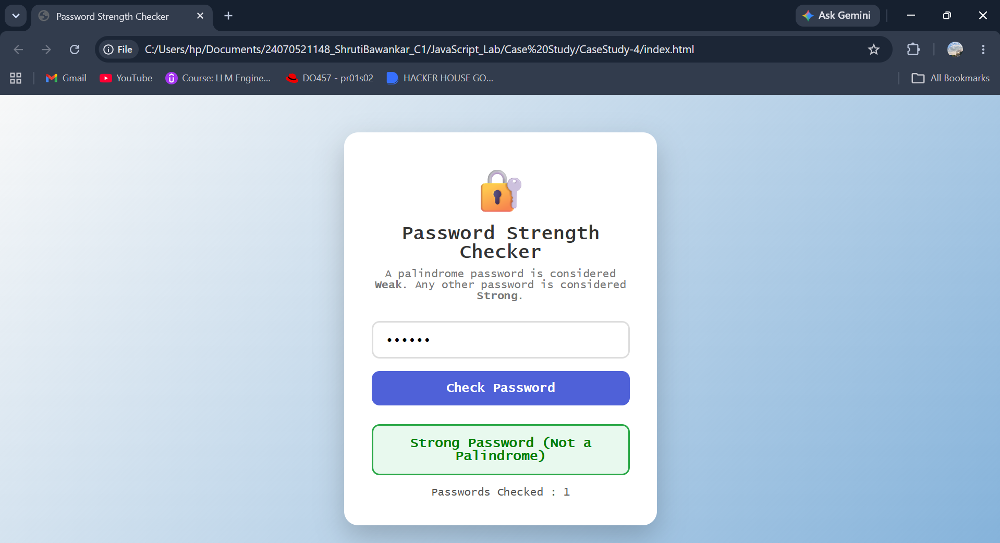 Password Strength Checker
Ask Gemini
File
C:/Users/hp/Documents/24070521148_ShrutiBawankar_C1/JavaScript_Lab/Case%20Study/CaseStudy-4/index.html
Gmail
YouTube
Course: LLM Engine...
DO457 - pr01s02
HACKER HOUSE GO...
All Bookmarks
Password Strength
Checker
A palindrome password is considered
Weak. Any other password is considered
Strong.
••••••
Check Password
Strong Password (Not a
Palindrome)
Passwords Checked : 1